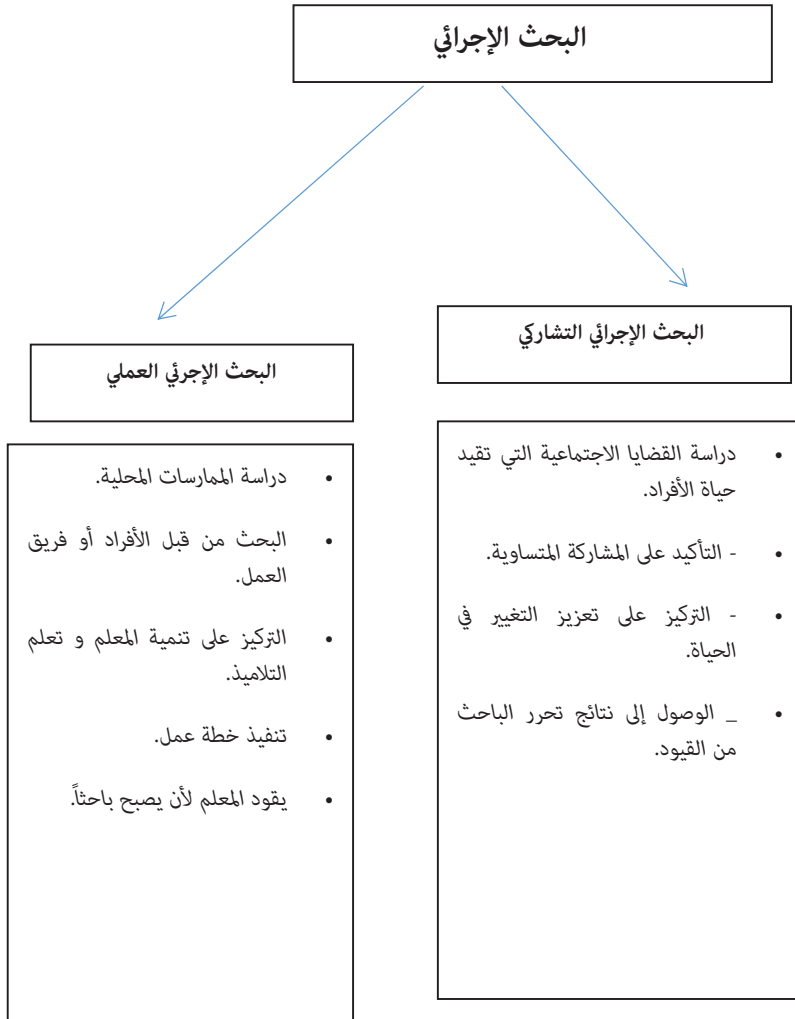 البحث الإجرائي
البحث الإجرائي التشاركي
• دراسة القضايا الاجتماعية التي تقيد
حياة الأفراد.
• - التأكيد على المشاركة المتساوية.
• - التركيز على تعزيز التغيير في
الحياة.
• _ الوصول إلى نتائج تحرر الباحث
من القيود.
البحث الإجرئي العملي
• دراسة الممارسات المحلية.
• البحث من قبل الأفراد أو فريق
العمل.
• التركيز على تنمية المعلم و تعلم
التلاميذ.
• تنفيذ خطة عمل.
• يقود المعلم لأن يصبح باحثاً.